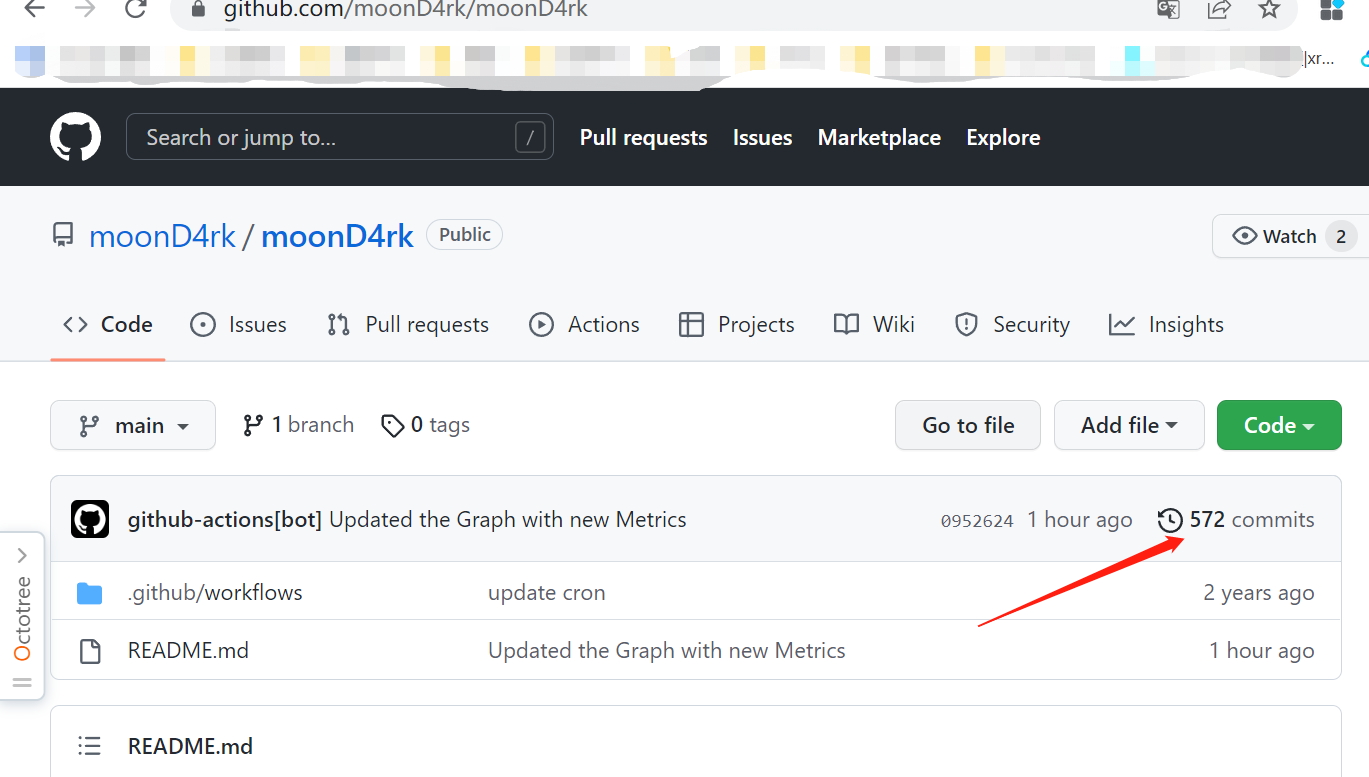 github.com/moonD4rk/moonD4rk
|xr...
Search or jump to... / Pull requests Issues Marketplace Explore
moonD4rk / moonD4rk Public Watch 2
Code Issues Pull requests Actions Projects Wiki Security Insights
main 1 branch 0 tags Go to file Add file Code
github-actions[bot] Updated the Graph with new Metrics 0952624 1 hour ago 572 commits
.github/workflows update cron 2 years ago
README.md Updated the Graph with new Metrics 1 hour ago
Octotree
README.md